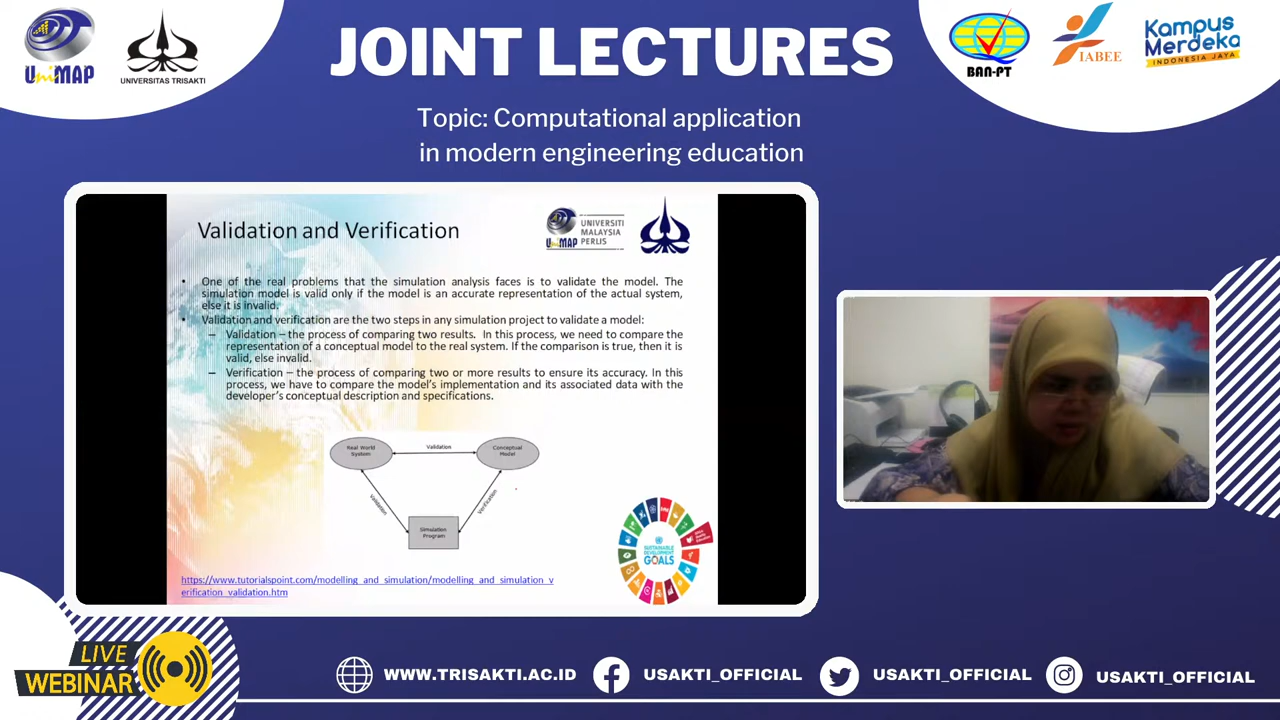 UniMAP
UNIVERSITAS TRISAKTI
JOINT LECTURES
BAN-PT
IABEE
Kampus
Merdeka
INDONESIA JAYA
Topic: Computational application
in modern engineering education
Validation and Verification
UniMAP
UNIVERSITI
MALAYSIA
PERLIS
• One of the real problems that the simulation analysis faces is to validate the model. The
simulation model is valid only if the model is an accurate representation of the actual system,
else it is invalid.
• Validation and verification are the two steps in any simulation project to validate a model:
– Validation – the process of comparing two results. In this process, we need to compare the
representation of a conceptual model to the real system. If the comparison is true, then it is
valid, else invalid.
– Verification – the process of comparing two or more results to ensure its accuracy. In this
process, we have to compare the model's implementation and its associated data with the
developer's conceptual description and specifications.
Real World
System
Validation
Conceptual
Model
Validation
Verification
Simulation
Program
SUSTAINABLE
DEVELOPMENT
GOALS
https://www.tutorialspoint.com/modelling_and_simulation/modelling_and_simulation_v
erification_validation.htm
LIVE
WEBINAR
WWW.TRISAKTI.AC.ID
USAKTI_OFFICIAL
USAKTI_OFFICIAL
USAKTI_OFFICIAL